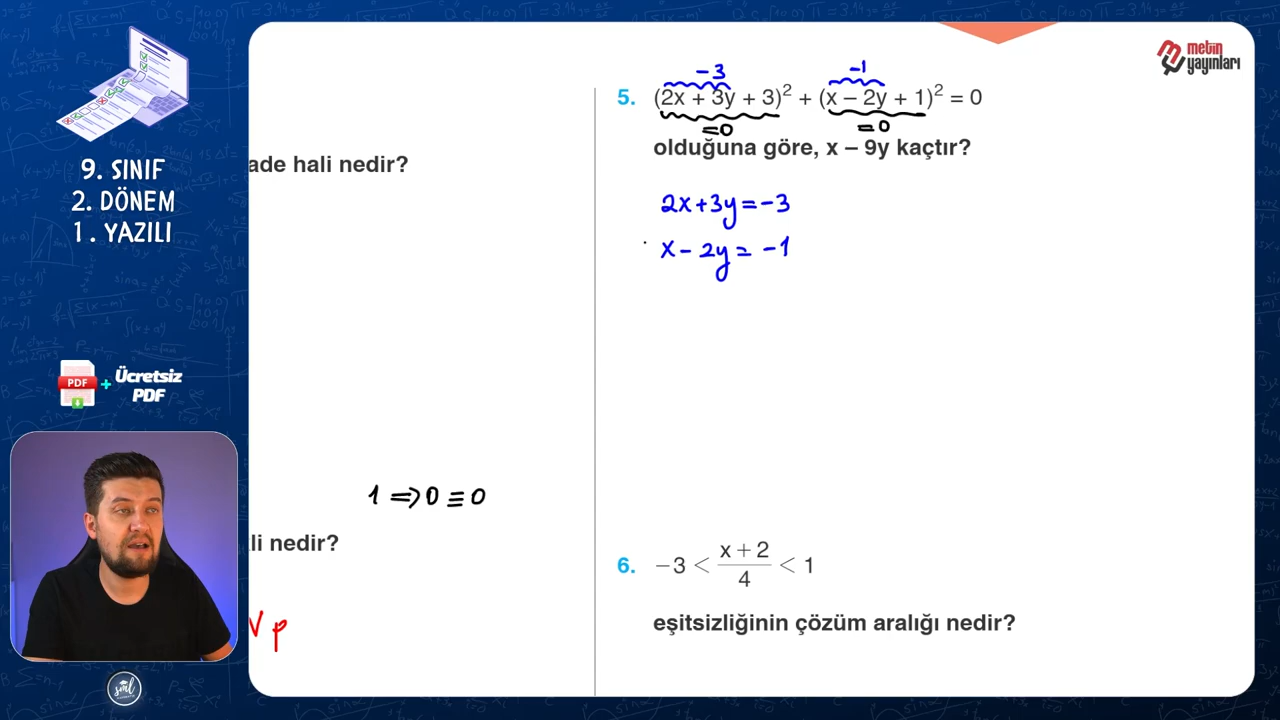 9. SINIF
2. DÖNEM
1. YAZILI
PDF
+ Ücretsiz
PDF
sml
ade hali nedir?
1 ⇒ 0 ≡ 0
li nedir?
V p
metin
yayınları
-3 -1
5. (2x + 3y + 3)² + (x – 2y + 1)² = 0
=0 =0
olduğuna göre, x – 9y kaçtır?
2x+3y=-3
x-2y=-1
6. −3 < (x + 2)/4 < 1
eşitsizliğinin çözüm aralığı nedir?